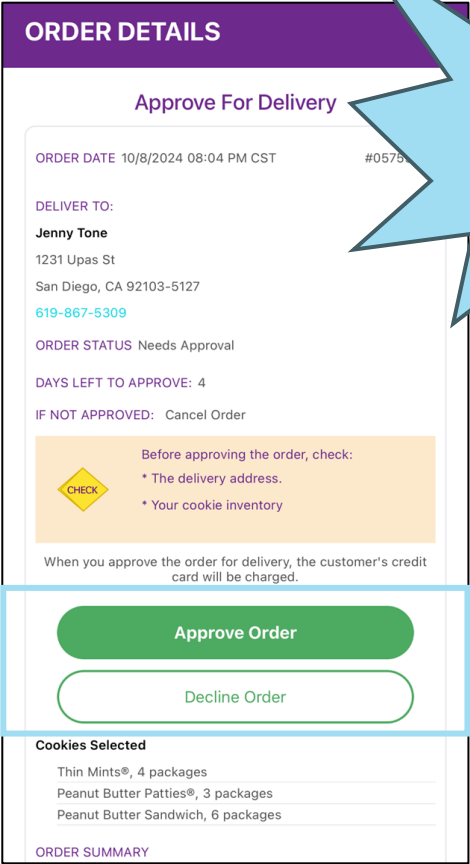 ORDER DETAILS
Approve For Delivery
ORDER DATE 10/8/2024 08:04 PM CST #0575
DELIVER TO:
Jenny Tone
1231 Upas St
San Diego, CA 92103-5127
619-867-5309
ORDER STATUS Needs Approval
DAYS LEFT TO APPROVE: 4
IF NOT APPROVED: Cancel Order
Before approving the order, check:
* The delivery address.
CHECK
* Your cookie inventory
When you approve the order for delivery, the customer's credit
card will be charged.
Approve Order
Decline Order
Cookies Selected
Thin Mints®, 4 packages
Peanut Butter Patties®, 3 packages
Peanut Butter Sandwich, 6 packages
ORDER SUMMARY